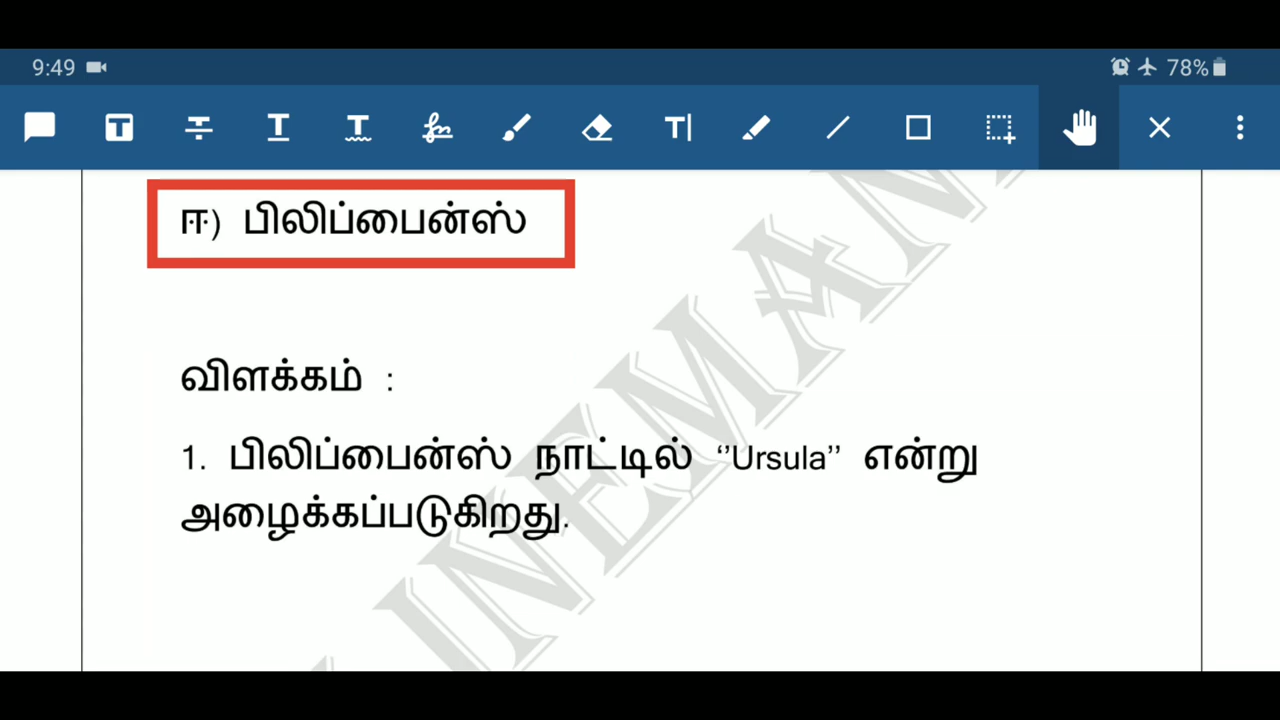 9:49
78%
ஈ) பிலிப்பைன்ஸ்
விளக்கம் :
1. பிலிப்பைன்ஸ் நாட்டில் ‘’Ursula’’ என்று
அழைக்கப்படுகிறது.